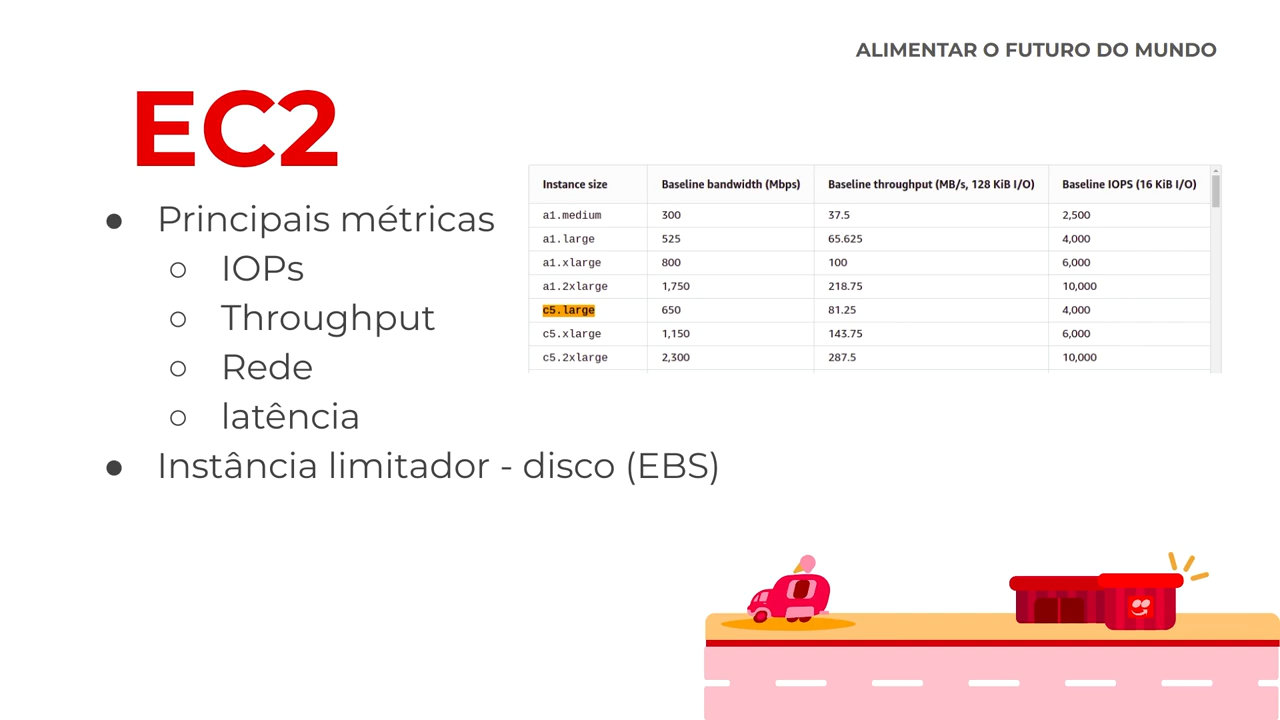 ALIMENTAR O FUTURO DO MUNDO
EC2
● Principais métricas
○ IOPs
○ Throughput
○ Rede
○ latência
● Instância limitador - disco (EBS)
Instance size Baseline bandwidth (Mbps) Baseline throughput (MB/s, 128 KiB I/O) Baseline IOPS (16 KiB I/O)
a1.medium 300 37.5 2,500
a1.large 525 65.625 4,000
a1.xlarge 800 100 6,000
a1.2xlarge 1,750 218.75 10,000
c5.large 650 81.25 4,000
c5.xlarge 1,150 143.75 6,000
c5.2xlarge 2,300 287.5 10,000